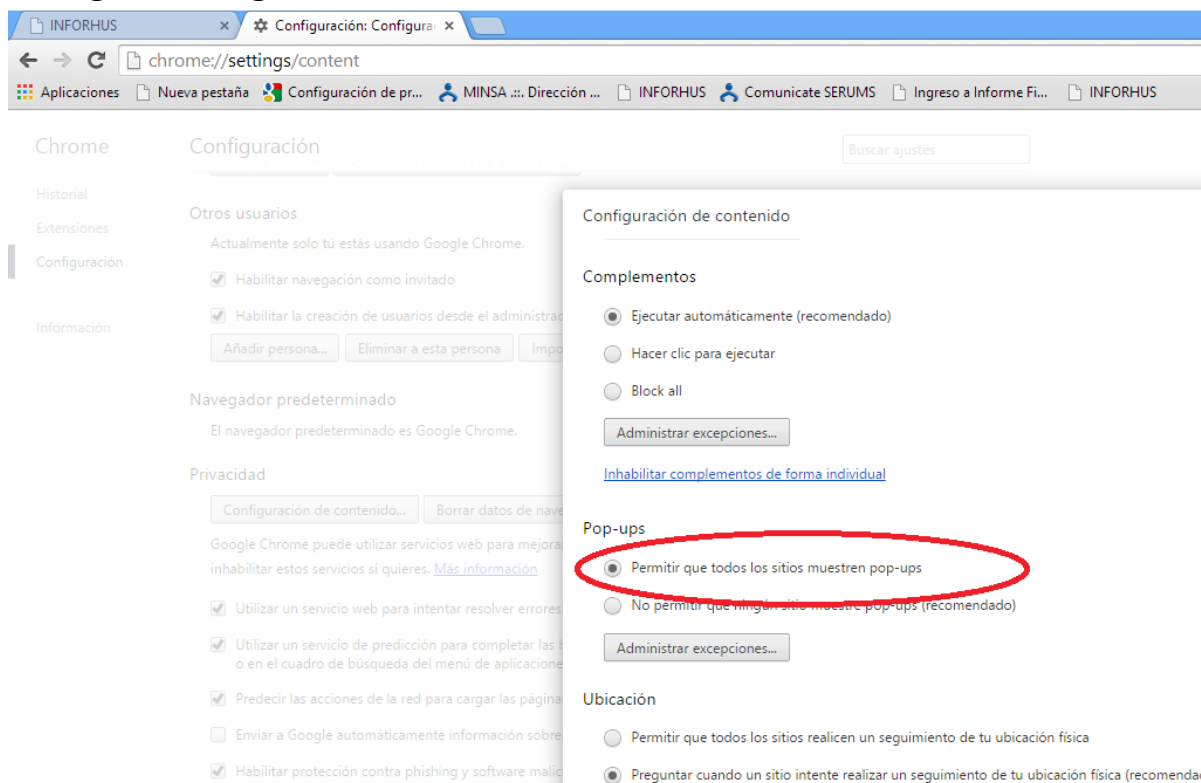 INFORHUS
Configuración: Configura
chrome://settings/content
Aplicaciones Nueva pestaña Configuración de pr... MINSA .::. Dirección ... INFORHUS Comunicate SERUMS Ingreso a Informe Fi... INFORHUS
Chrome
Historial
Extensiones
Configuración
Información
Configuración
Buscar ajustes
Otros usuarios
Actualmente solo tú estás usando Google Chrome.
Habilitar navegación como invitado
Habilitar la creación de usuarios desde el administrac
Añadir persona... Eliminar a esta persona Impo
Navegador predeterminado
El navegador predeterminado es Google Chrome.
Privacidad
Configuración de contenido... Borrar datos de nave
Google Chrome puede utilizar servicios web para mejora
inhabilitar estos servicios si quieres. Más información
Utilizar un servicio web para intentar resolver errores
Utilizar un servicio de predicción para completar las
o en el cuadro de búsqueda del menú de aplicacione
Predecir las acciones de la red para cargar las página
Enviar a Google automáticamente información sobre
Habilitar protección contra phishing y software malic
Configuración de contenido
Complementos
Ejecutar automáticamente (recomendado)
Hacer clic para ejecutar
Block all
Administrar excepciones...
Inhabilitar complementos de forma individual
Pop-ups
Permitir que todos los sitios muestren pop-ups
No permitir que ningún sitio muestre pop-ups (recomendado)
Administrar excepciones...
Ubicación
Permitir que todos los sitios realicen un seguimiento de tu ubicación física
Preguntar cuando un sitio intente realizar un seguimiento de tu ubicación física (recomenda